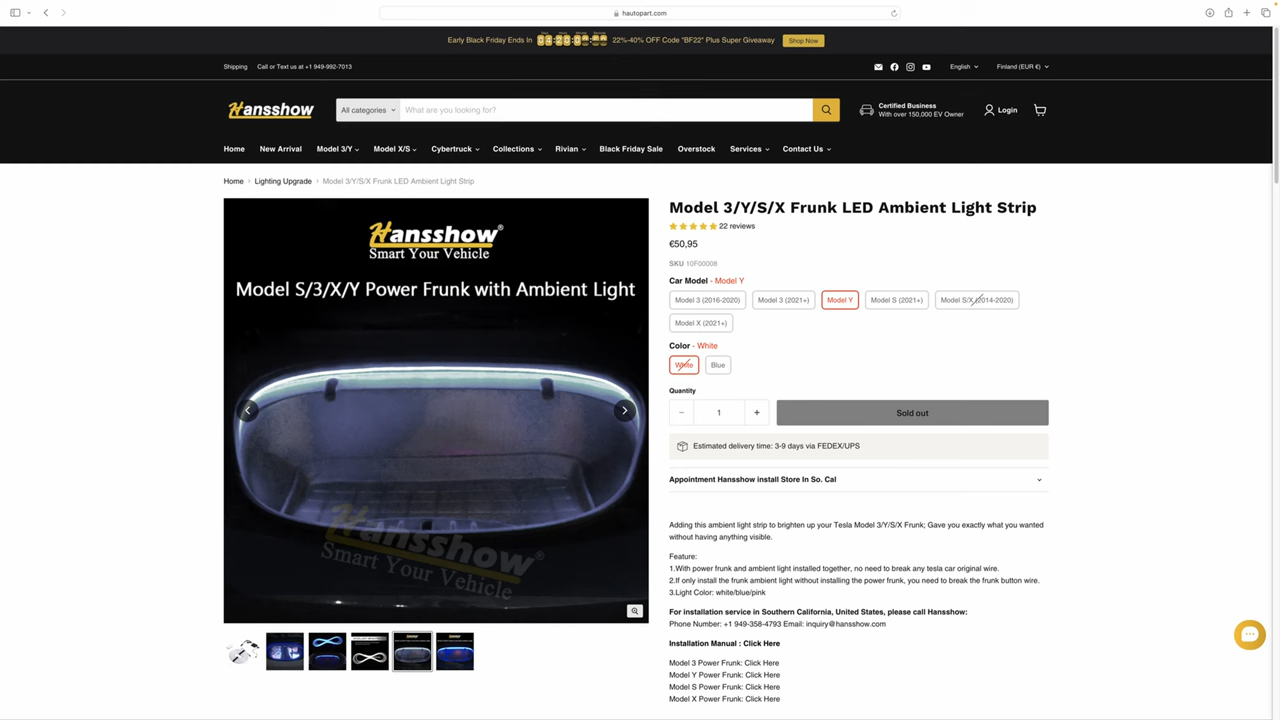 hautopart.com
Early Black Friday Ends In
22%-40% OFF Code "BF22" Plus Super Giveaway
Shop Now
Shipping
Call or Text us at +1 949-992-7013
English
Finland (EUR €)
Hansshow
All categories
What are you looking for?
Certified Business
With over 150,000 EV Owner
Login
Home
New Arrival
Model 3/Y
Model X/S
Cybertruck
Collections
Rivian
Black Friday Sale
Overstock
Services
Contact Us
Home > Lighting Upgrade > Model 3/Y/S/X Frunk LED Ambient Light Strip
Hansshow®
Smart Your Vehicle
Model S/3/X/Y Power Frunk with Ambient Light
Hansshow
Smart Your Vehicle
Model 3/Y/S/X Frunk LED Ambient Light Strip
22 reviews
€50,95
SKU 10F00008
Car Model - Model Y
Model 3 (2016-2020)
Model 3 (2021+)
Model Y
Model S (2021+)
Model S/X (2014-2020)
Model X (2021+)
Color - White
White
Blue
Quantity
− 1 +
Sold out
Estimated delivery time: 3-9 days via FEDEX/UPS
Appointment Hansshow install Store In So. Cal
Adding this ambient light strip to brighten up your Tesla Model 3/Y/S/X Frunk; Gave you exactly what you wanted
without having anything visible.
Feature:
1.With power frunk and ambient light installed together, no need to break any tesla car original wire.
2.If only install the frunk ambient light without installing the power frunk, you need to break the frunk button wire.
3.Light Color: white/blue/pink
For installation service in Southern California, United States, please call Hansshow:
Phone Number: +1 949-358-4793 Email: inquiry@hansshow.com
Installation Manual : Click Here
Model 3 Power Frunk: Click Here
Model Y Power Frunk: Click Here
Model S Power Frunk: Click Here
Model X Power Frunk: Click Here